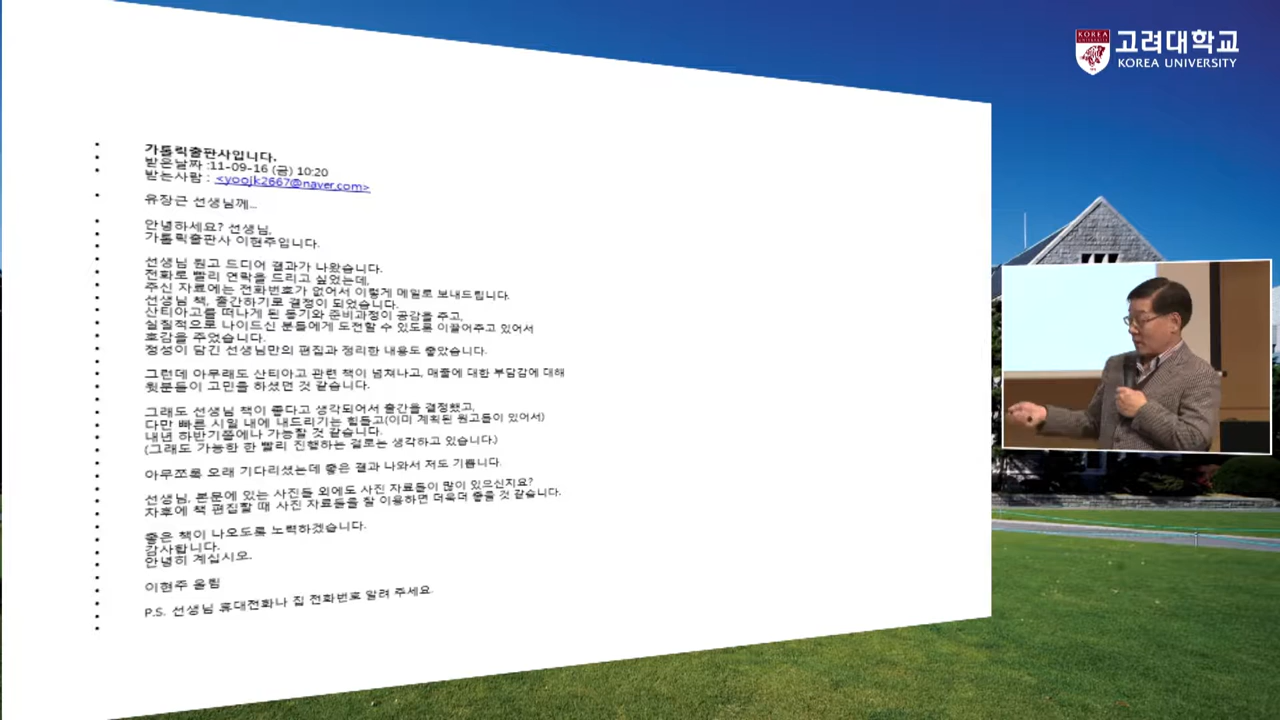 KOREA
UNIVERSITY
고려대학교
KOREA UNIVERSITY
가톨릭출판사입니다.
받은날짜 :11-09-16 (금) 10:20
받는사람 : <yoojk2667@naver.com>
유장근 선생님께...
안녕하세요? 선생님,
가톨릭출판사 이현주입니다.
선생님 원고 드디어 결과가 나왔습니다.
전화로 빨리 연락을 드리고 싶었는데,
주신 자료에는 전화번호가 없어서 이렇게 메일로 보내드립니다.
선생님 책, 출간하기로 결정이 되었습니다.
산티아고를 떠나게 된 동기와 준비과정이 공감을 주고,
실질적으로 나이드신 분들에게 도전할 수 있도록 이끌어주고 있어서
호감을 주었습니다.
정성이 담긴 선생님만의 편집과 정리한 내용도 좋았습니다.
그런데 아무래도 산티아고 관련 책이 넘쳐나고, 매출에 대한 부담감에 대해
윗분들이 고민를 하셨던 것 같습니다.
그래도 선생님 책이 좋다고 생각되어서 출간을 결정했고,
다만 빠른 시일 내에 내드리기는 힘들고(이미 계획된 원고들이 있어서)
내년 하반기쯤에나 가능할 것 같습니다.
(그래도 가능한 한 빨리 진행하는 걸로는 생각하고 있습니다.)
아무쪼록 오래 기다리셨는데 좋은 결과 나와서 저도 기쁩니다.
선생님, 본문에 있는 사진들 외에도 사진 자료들이 많이 있으신지요?
차후에 책 편집할 때 사진 자료들을 잘 이용하면 더욱더 좋을 것 같습니다.
좋은 책이 나오도록 노력하겠습니다.
감사합니다.
안녕히 계십시오.
이현주 올림
P.S. 선생님 휴대전화나 집 전화번호 알려 주세요.